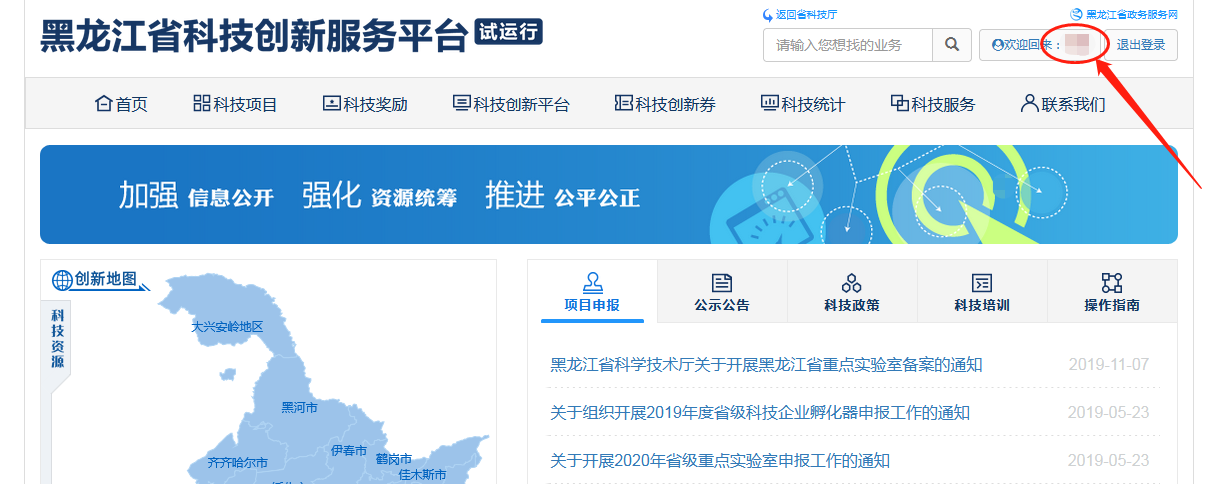 返回省科技厅
黑龙江省政务服务网
黑龙江省科技创新服务平台 试运行
请输入您想找的业务
欢迎回来：
退出登录
首页 科技项目 科技奖励 科技创新平台 科技创新券 科技统计 科技服务 联系我们
加强 信息公开 强化 资源统筹 推进 公平公正
创新地图
科技资源
大兴安岭地区
黑河市
伊春市
鹤岗市
齐齐哈尔市
佳木斯市
项目申报 公示公告 科技政策 科技培训 操作指南
黑龙江省科学技术厅关于开展黑龙江省重点实验室备案的通知 2019-11-07
关于组织开展2019年度省级科技企业孵化器申报工作的通知 2019-05-23
关于开展2020年省级重点实验室申报工作的通知 2019-05-23